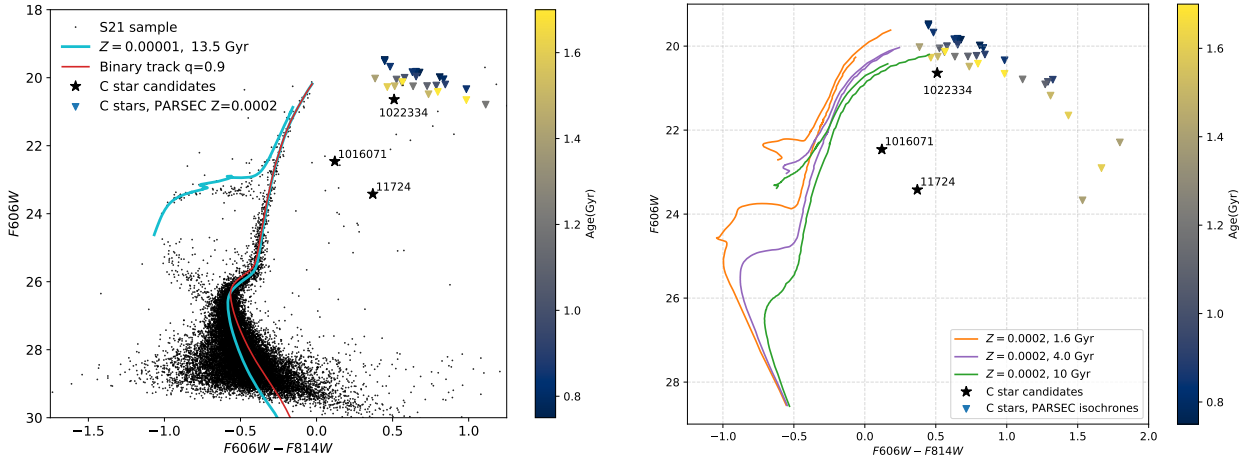 S21 sample
Z = 0.00001, 13.5 Gyr
Binary track q=0.9
C star candidates
C stars, PARSEC Z=0.0002
1022334
1016071
11724
18
20
22
24
26
28
30
F606W
−1.5
−1.0
−0.5
0.0
0.5
1.0
F606W − F814W
1.6
1.4
1.2
1.0
0.8
Age(Gyr)
1022334
1016071
11724
20
22
24
26
28
F606W
Z = 0.0002, 1.6 Gyr
Z = 0.0002, 4.0 Gyr
Z = 0.0002, 10 Gyr
C star candidates
C stars, PARSEC isochrones
−1.0
−0.5
0.0
0.5
1.0
1.5
2.0
F606W − F814W
1.6
1.4
1.2
1.0
0.8
Age(Gyr)